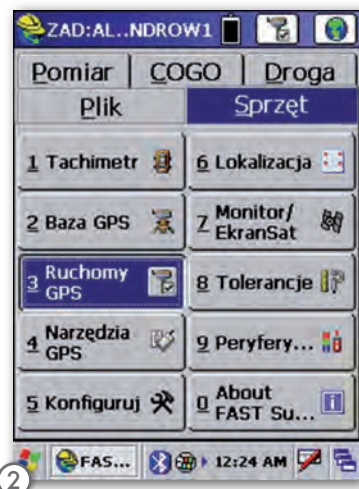 ZAD:AL..NDROW1
Pomiar COGO Droga
Plik Sprzęt
1 Tachimetr 6 Lokalizacja
2 Baza GPS 7 Monitor/
EkranSat
3 Ruchomy
GPS 8 Tolerancje
4 Narzędzia
GPS 9 Peryfery...
5 Konfiguruj 0 About
FAST Su...
FAS... 12:24 AM
2